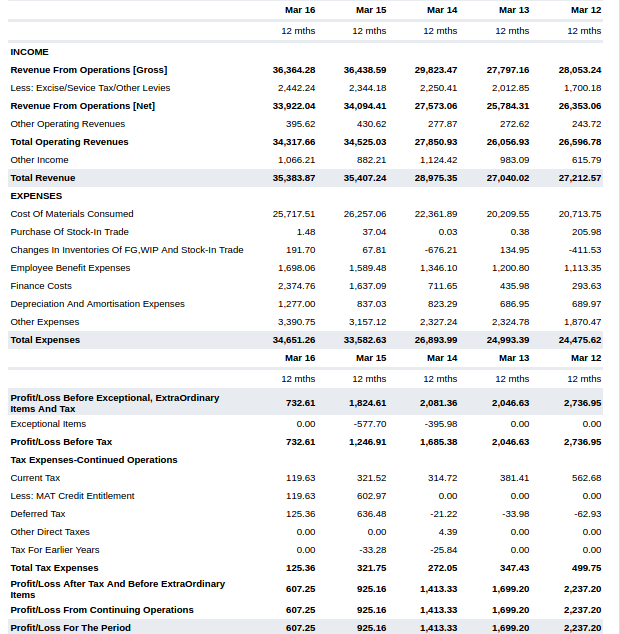 Mar 16 Mar 15 Mar 14 Mar 13 Mar 12
12 mths 12 mths 12 mths 12 mths 12 mths
INCOME
Revenue From Operations [Gross] 36,364.28 36,438.59 29,823.47 27,797.16 28,053.24
Less: Excise/Sevice Tax/Other Levies 2,442.24 2,344.18 2,250.41 2,012.85 1,700.18
Revenue From Operations [Net] 33,922.04 34,094.41 27,573.06 25,784.31 26,353.06
Other Operating Revenues 395.62 430.62 277.87 272.62 243.72
Total Operating Revenues 34,317.66 34,525.03 27,850.93 26,056.93 26,596.78
Other Income 1,066.21 882.21 1,124.42 983.09 615.79
Total Revenue 35,383.87 35,407.24 28,975.35 27,040.02 27,212.57
EXPENSES
Cost Of Materials Consumed 25,717.51 26,257.06 22,361.89 20,209.55 20,713.75
Purchase Of Stock-In Trade 1.48 37.04 0.03 0.38 205.98
Changes In Inventories Of FG,WIP And Stock-In Trade 191.70 67.81 -676.21 134.95 -411.53
Employee Benefit Expenses 1,698.06 1,589.48 1,346.10 1,200.80 1,113.35
Finance Costs 2,374.76 1,637.09 711.65 435.98 293.63
Depreciation And Amortisation Expenses 1,277.00 837.03 823.29 686.95 689.97
Other Expenses 3,390.75 3,157.12 2,327.24 2,324.78 1,870.47
Total Expenses 34,651.26 33,582.63 26,893.99 24,993.39 24,475.62
Mar 16 Mar 15 Mar 14 Mar 13 Mar 12
12 mths 12 mths 12 mths 12 mths 12 mths
Profit/Loss Before Exceptional, ExtraOrdinary
Items And Tax 732.61 1,824.61 2,081.36 2,046.63 2,736.95
Exceptional Items 0.00 -577.70 -395.98 0.00 0.00
Profit/Loss Before Tax 732.61 1,246.91 1,685.38 2,046.63 2,736.95
Tax Expenses-Continued Operations
Current Tax 119.63 321.52 314.72 381.41 562.68
Less: MAT Credit Entitlement 119.63 602.97 0.00 0.00 0.00
Deferred Tax 125.36 636.48 -21.22 -33.98 -62.93
Other Direct Taxes 0.00 0.00 4.39 0.00 0.00
Tax For Earlier Years 0.00 -33.28 -25.84 0.00 0.00
Total Tax Expenses 125.36 321.75 272.05 347.43 499.75
Profit/Loss After Tax And Before ExtraOrdinary
Items 607.25 925.16 1,413.33 1,699.20 2,237.20
Profit/Loss From Continuing Operations 607.25 925.16 1,413.33 1,699.20 2,237.20
Profit/Loss For The Period 607.25 925.16 1,413.33 1,699.20 2,237.20